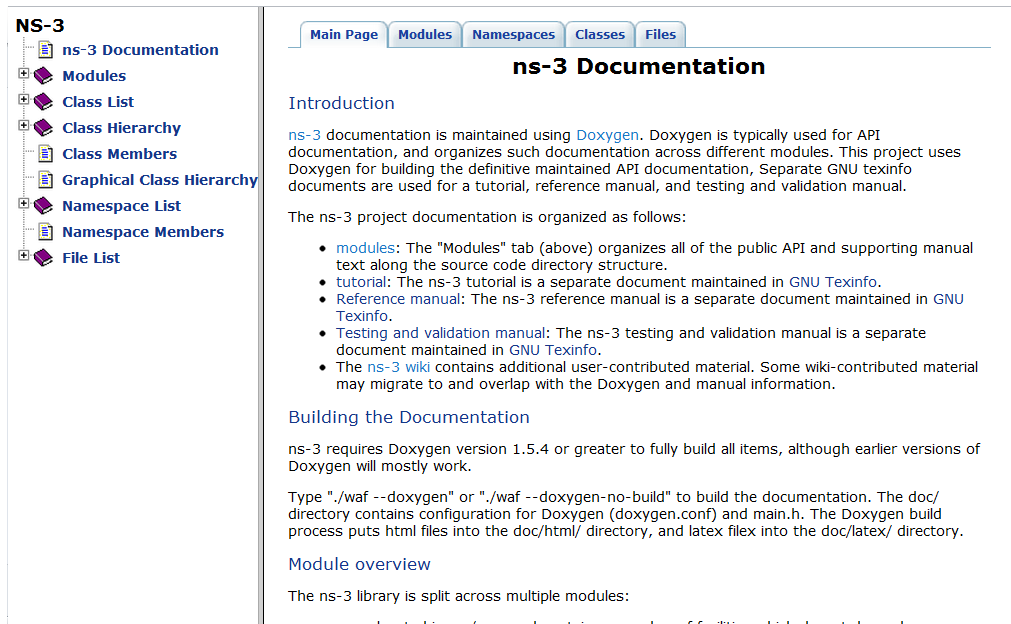 NS-3
ns-3 Documentation
Modules
Class List
Class Hierarchy
Class Members
Graphical Class Hierarchy
Namespace List
Namespace Members
File List
Main Page Modules Namespaces Classes Files
ns-3 Documentation
Introduction
ns-3 documentation is maintained using Doxygen. Doxygen is typically used for API
documentation, and organizes such documentation across different modules. This project uses
Doxygen for building the definitive maintained API documentation, Separate GNU texinfo
documents are used for a tutorial, reference manual, and testing and validation manual.
The ns-3 project documentation is organized as follows:
modules: The "Modules" tab (above) organizes all of the public API and supporting manual
text along the source code directory structure.
tutorial: The ns-3 tutorial is a separate document maintained in GNU Texinfo.
Reference manual: The ns-3 reference manual is a separate document maintained in GNU
Texinfo.
Testing and validation manual: The ns-3 testing and validation manual is a separate
document maintained in GNU Texinfo.
The ns-3 wiki contains additional user-contributed material. Some wiki-contributed material
may migrate to and overlap with the Doxygen and manual information.
Building the Documentation
ns-3 requires Doxygen version 1.5.4 or greater to fully build all items, although earlier versions of
Doxygen will mostly work.
Type "./waf --doxygen" or "./waf --doxygen-no-build" to build the documentation. The doc/
directory contains configuration for Doxygen (doxygen.conf) and main.h. The Doxygen build
process puts html files into the doc/html/ directory, and latex filex into the doc/latex/ directory.
Module overview
The ns-3 library is split across multiple modules: